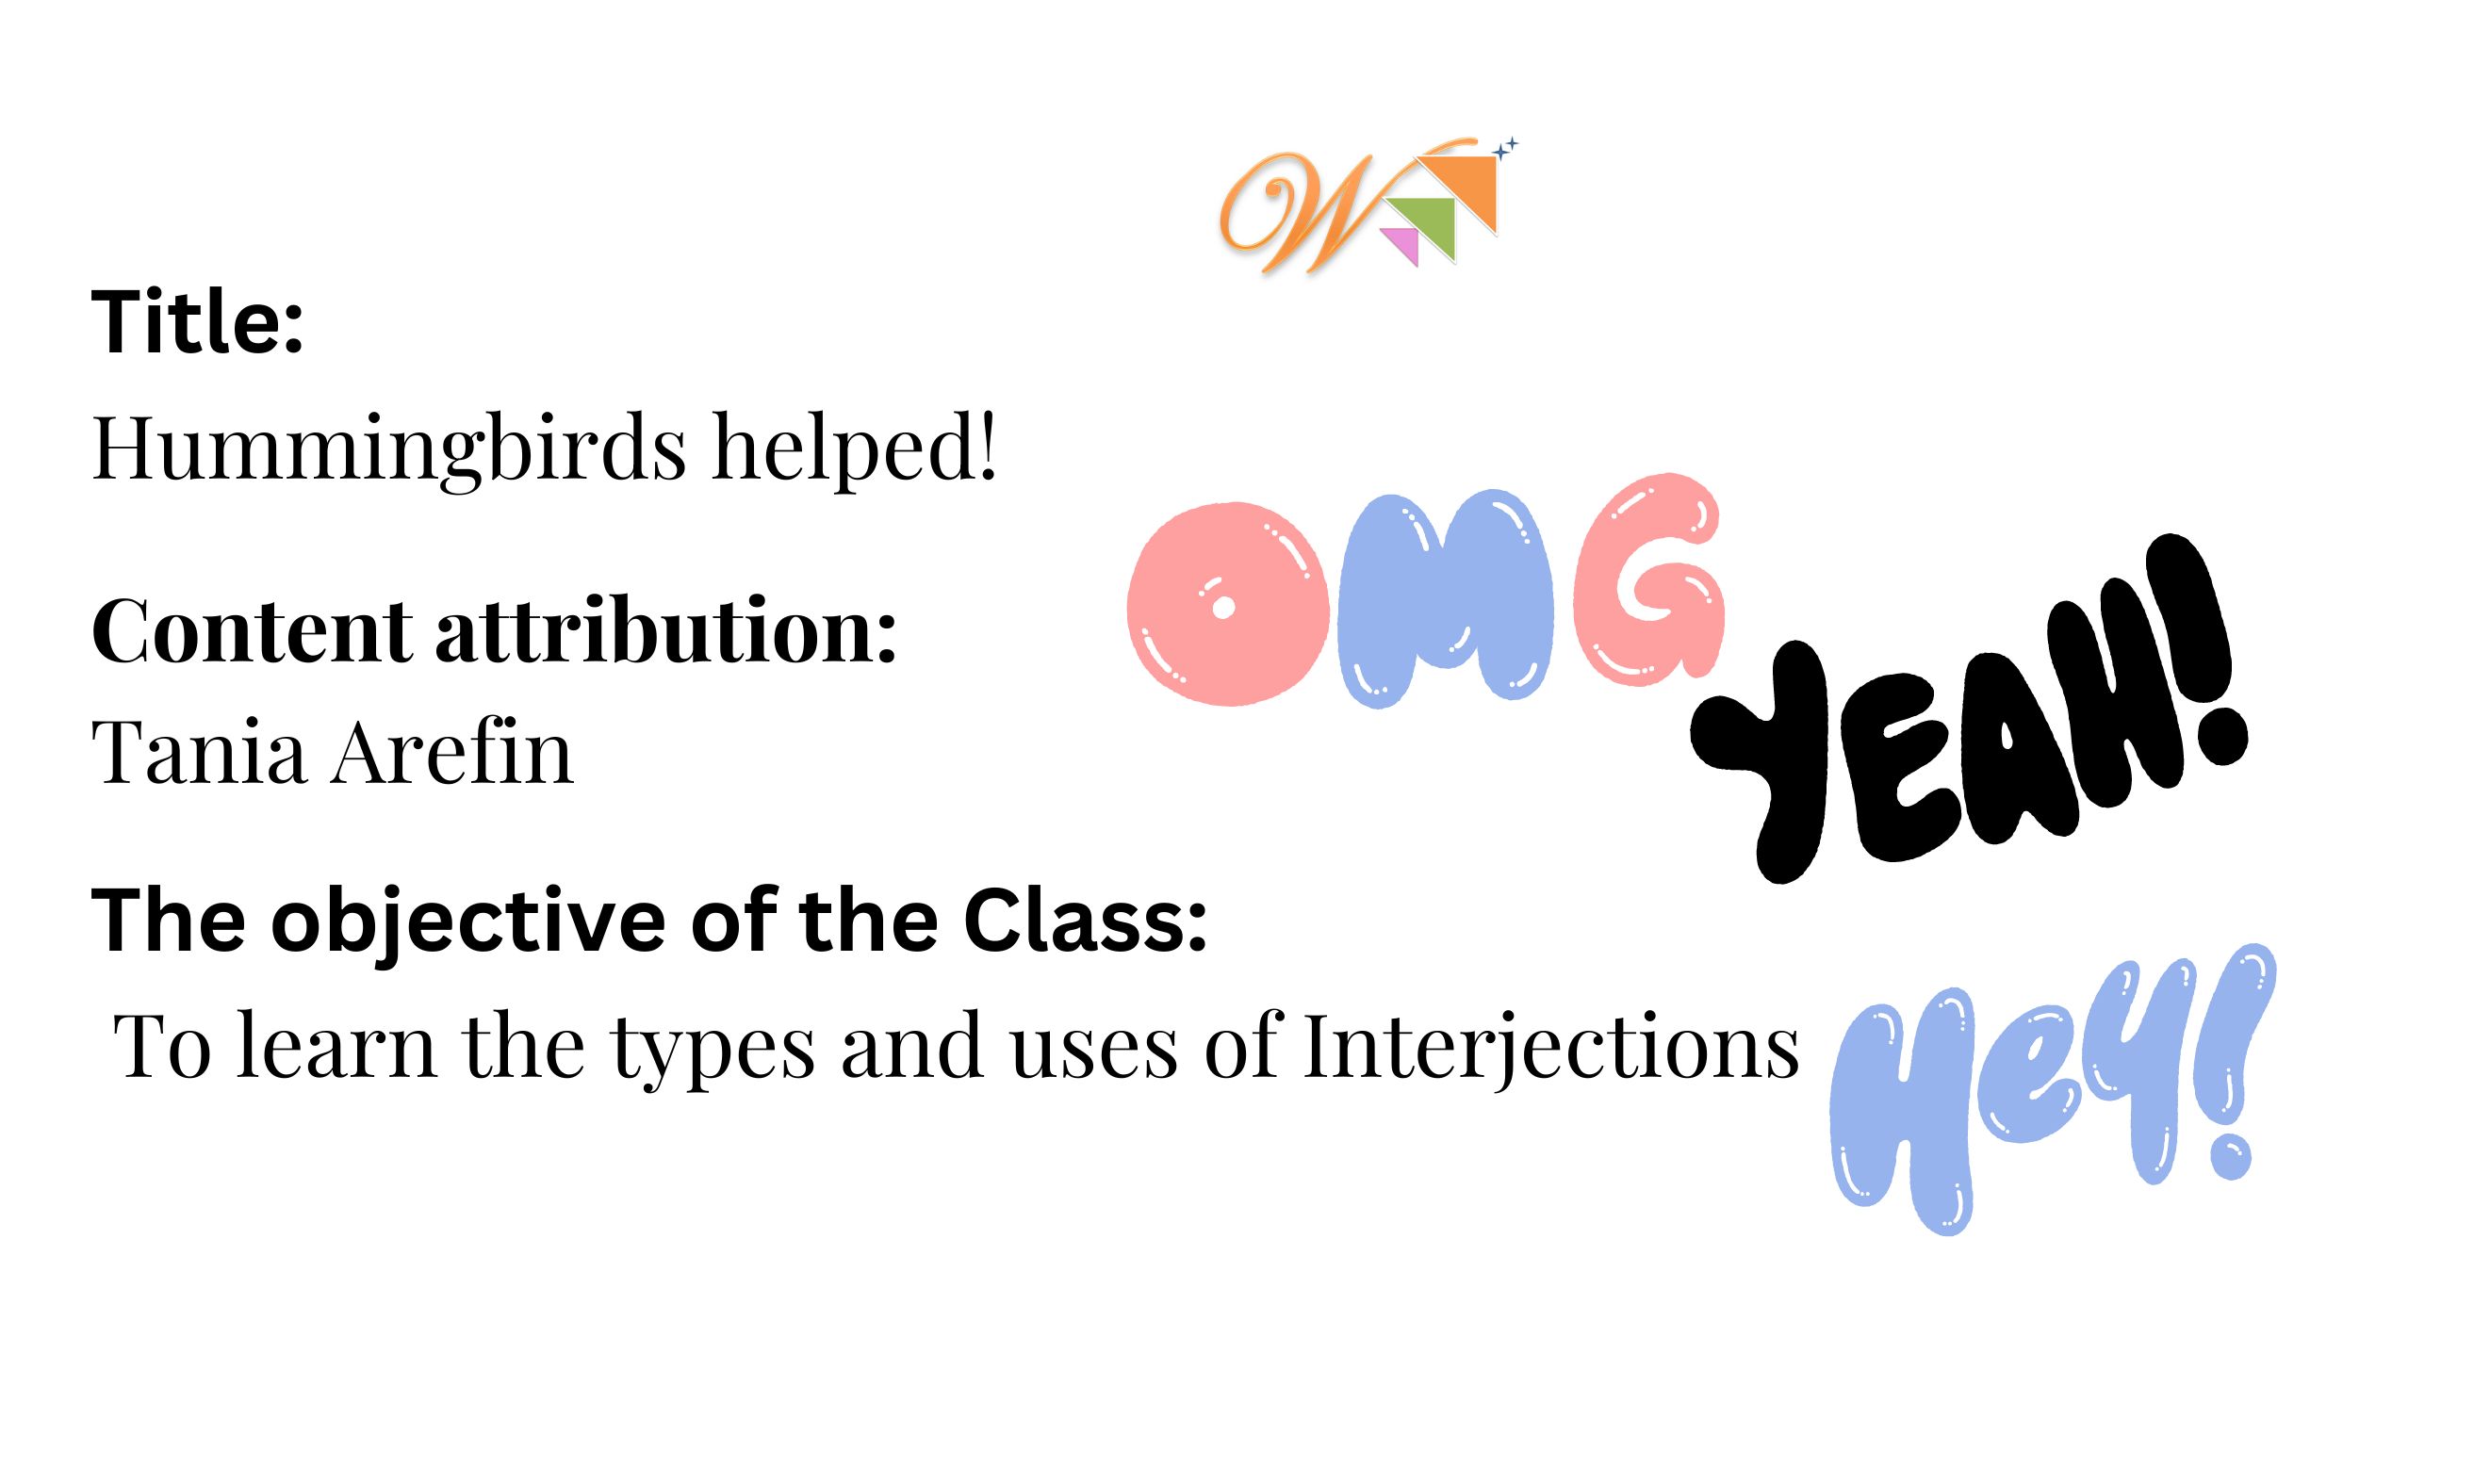 W
Title:
Hummingbirds helped!
Content attribution:
Tania Arefin
The objective of the Class:
To learn the types and uses of Interjections
OMG
YEAH!
Hey!